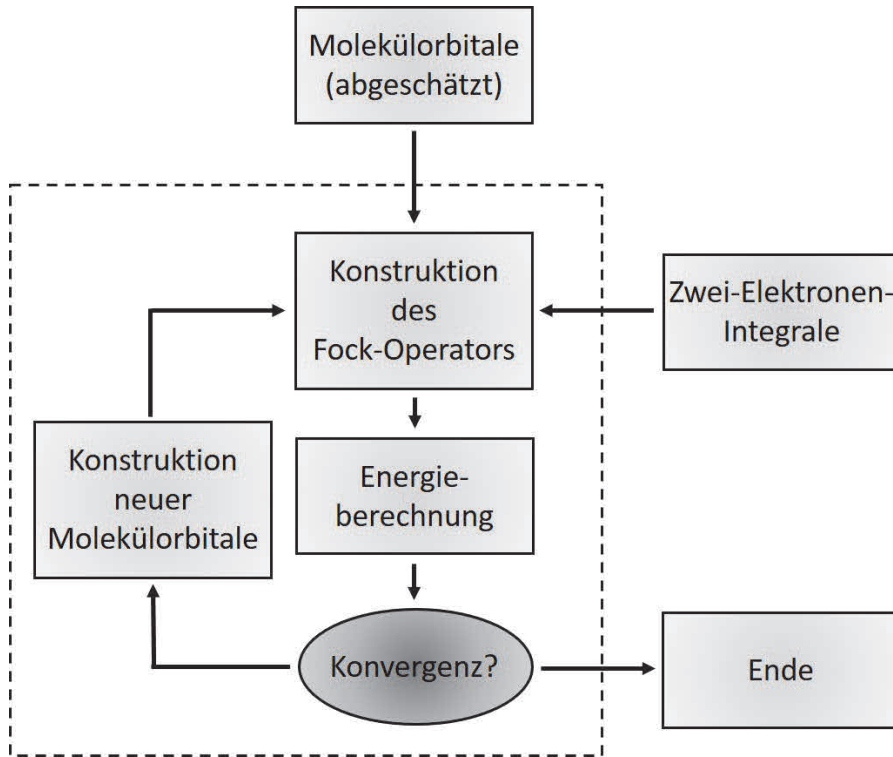 Molekülorbitale
(abgeschätzt)
Konstruktion
des
Fock-Operators
Zwei-Elektronen-
Integrale
Konstruktion
neuer
Molekülorbitale
Energie-
berechnung
Konvergenz?
Ende